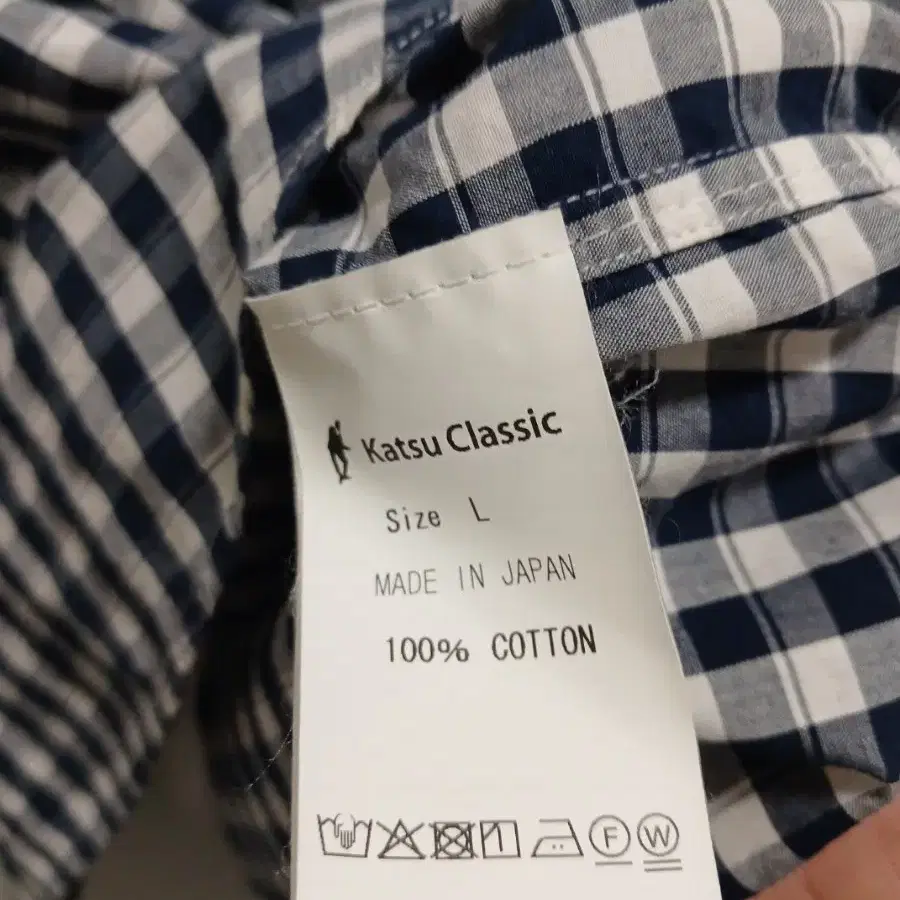 Katsu Classic
Size L
MADE IN JAPAN
100% COTTON
F W